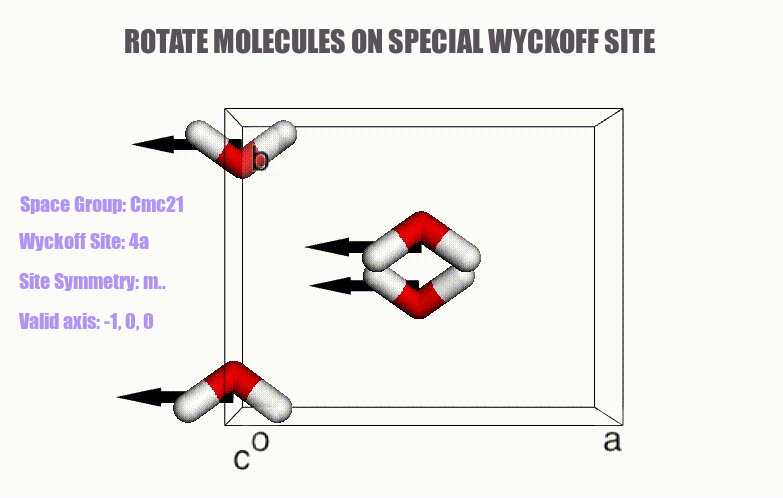 ROTATE MOLECULES ON SPECIAL WYCKOFF SITE
b
Space Group: Cmc21
Wyckoff Site: 4a
Site Symmetry: m..
Valid axis: -1, 0, 0
o
a
c